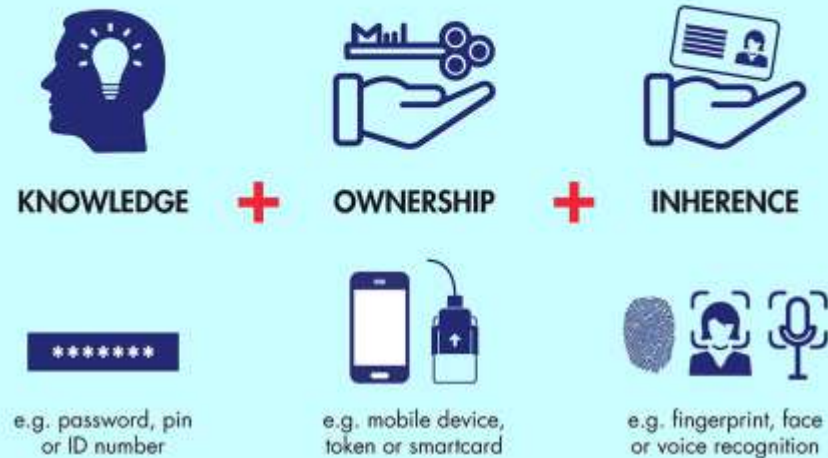 KNOWLEDGE + OWNERSHIP + INHERENCE
*******
e.g. password, pin
or ID number
e.g. mobile device,
token or smartcard
e.g. fingerprint, face
or voice recognition